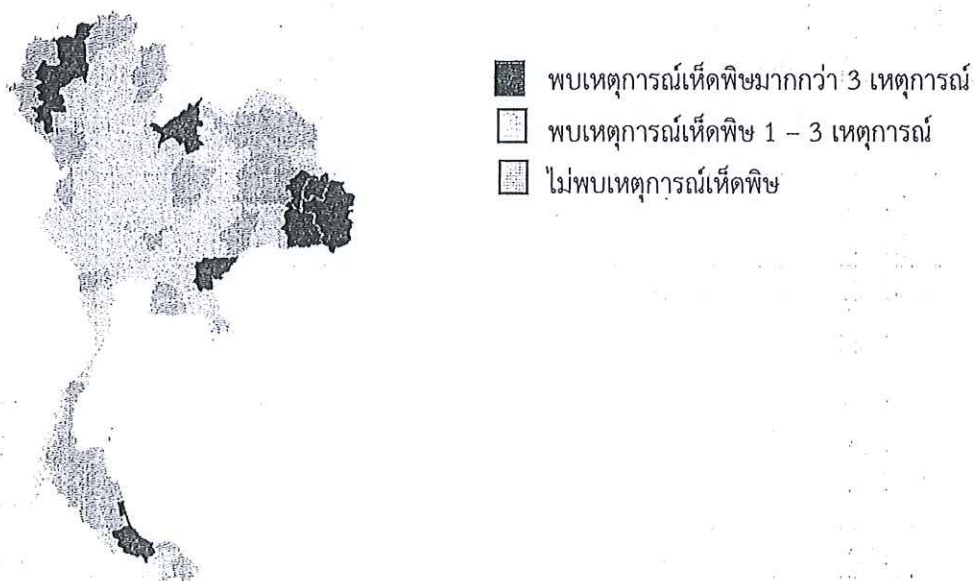 พบเหตุการณ์เห็ดพิษมากกว่า 3 เหตุการณ์
พบเหตุการณ์เห็ดพิษ 1 – 3 เหตุการณ์
ไม่พบเหตุการณ์เห็ดพิษ